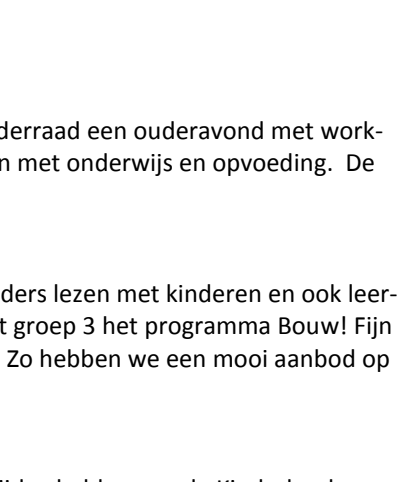 derraad een ouderavond met work-
n met onderwijs en opvoeding. De
ders lezen met kinderen en ook leer-
t groep 3 het programma Bouw! Fijn
Zo hebben we een mooi aanbod op